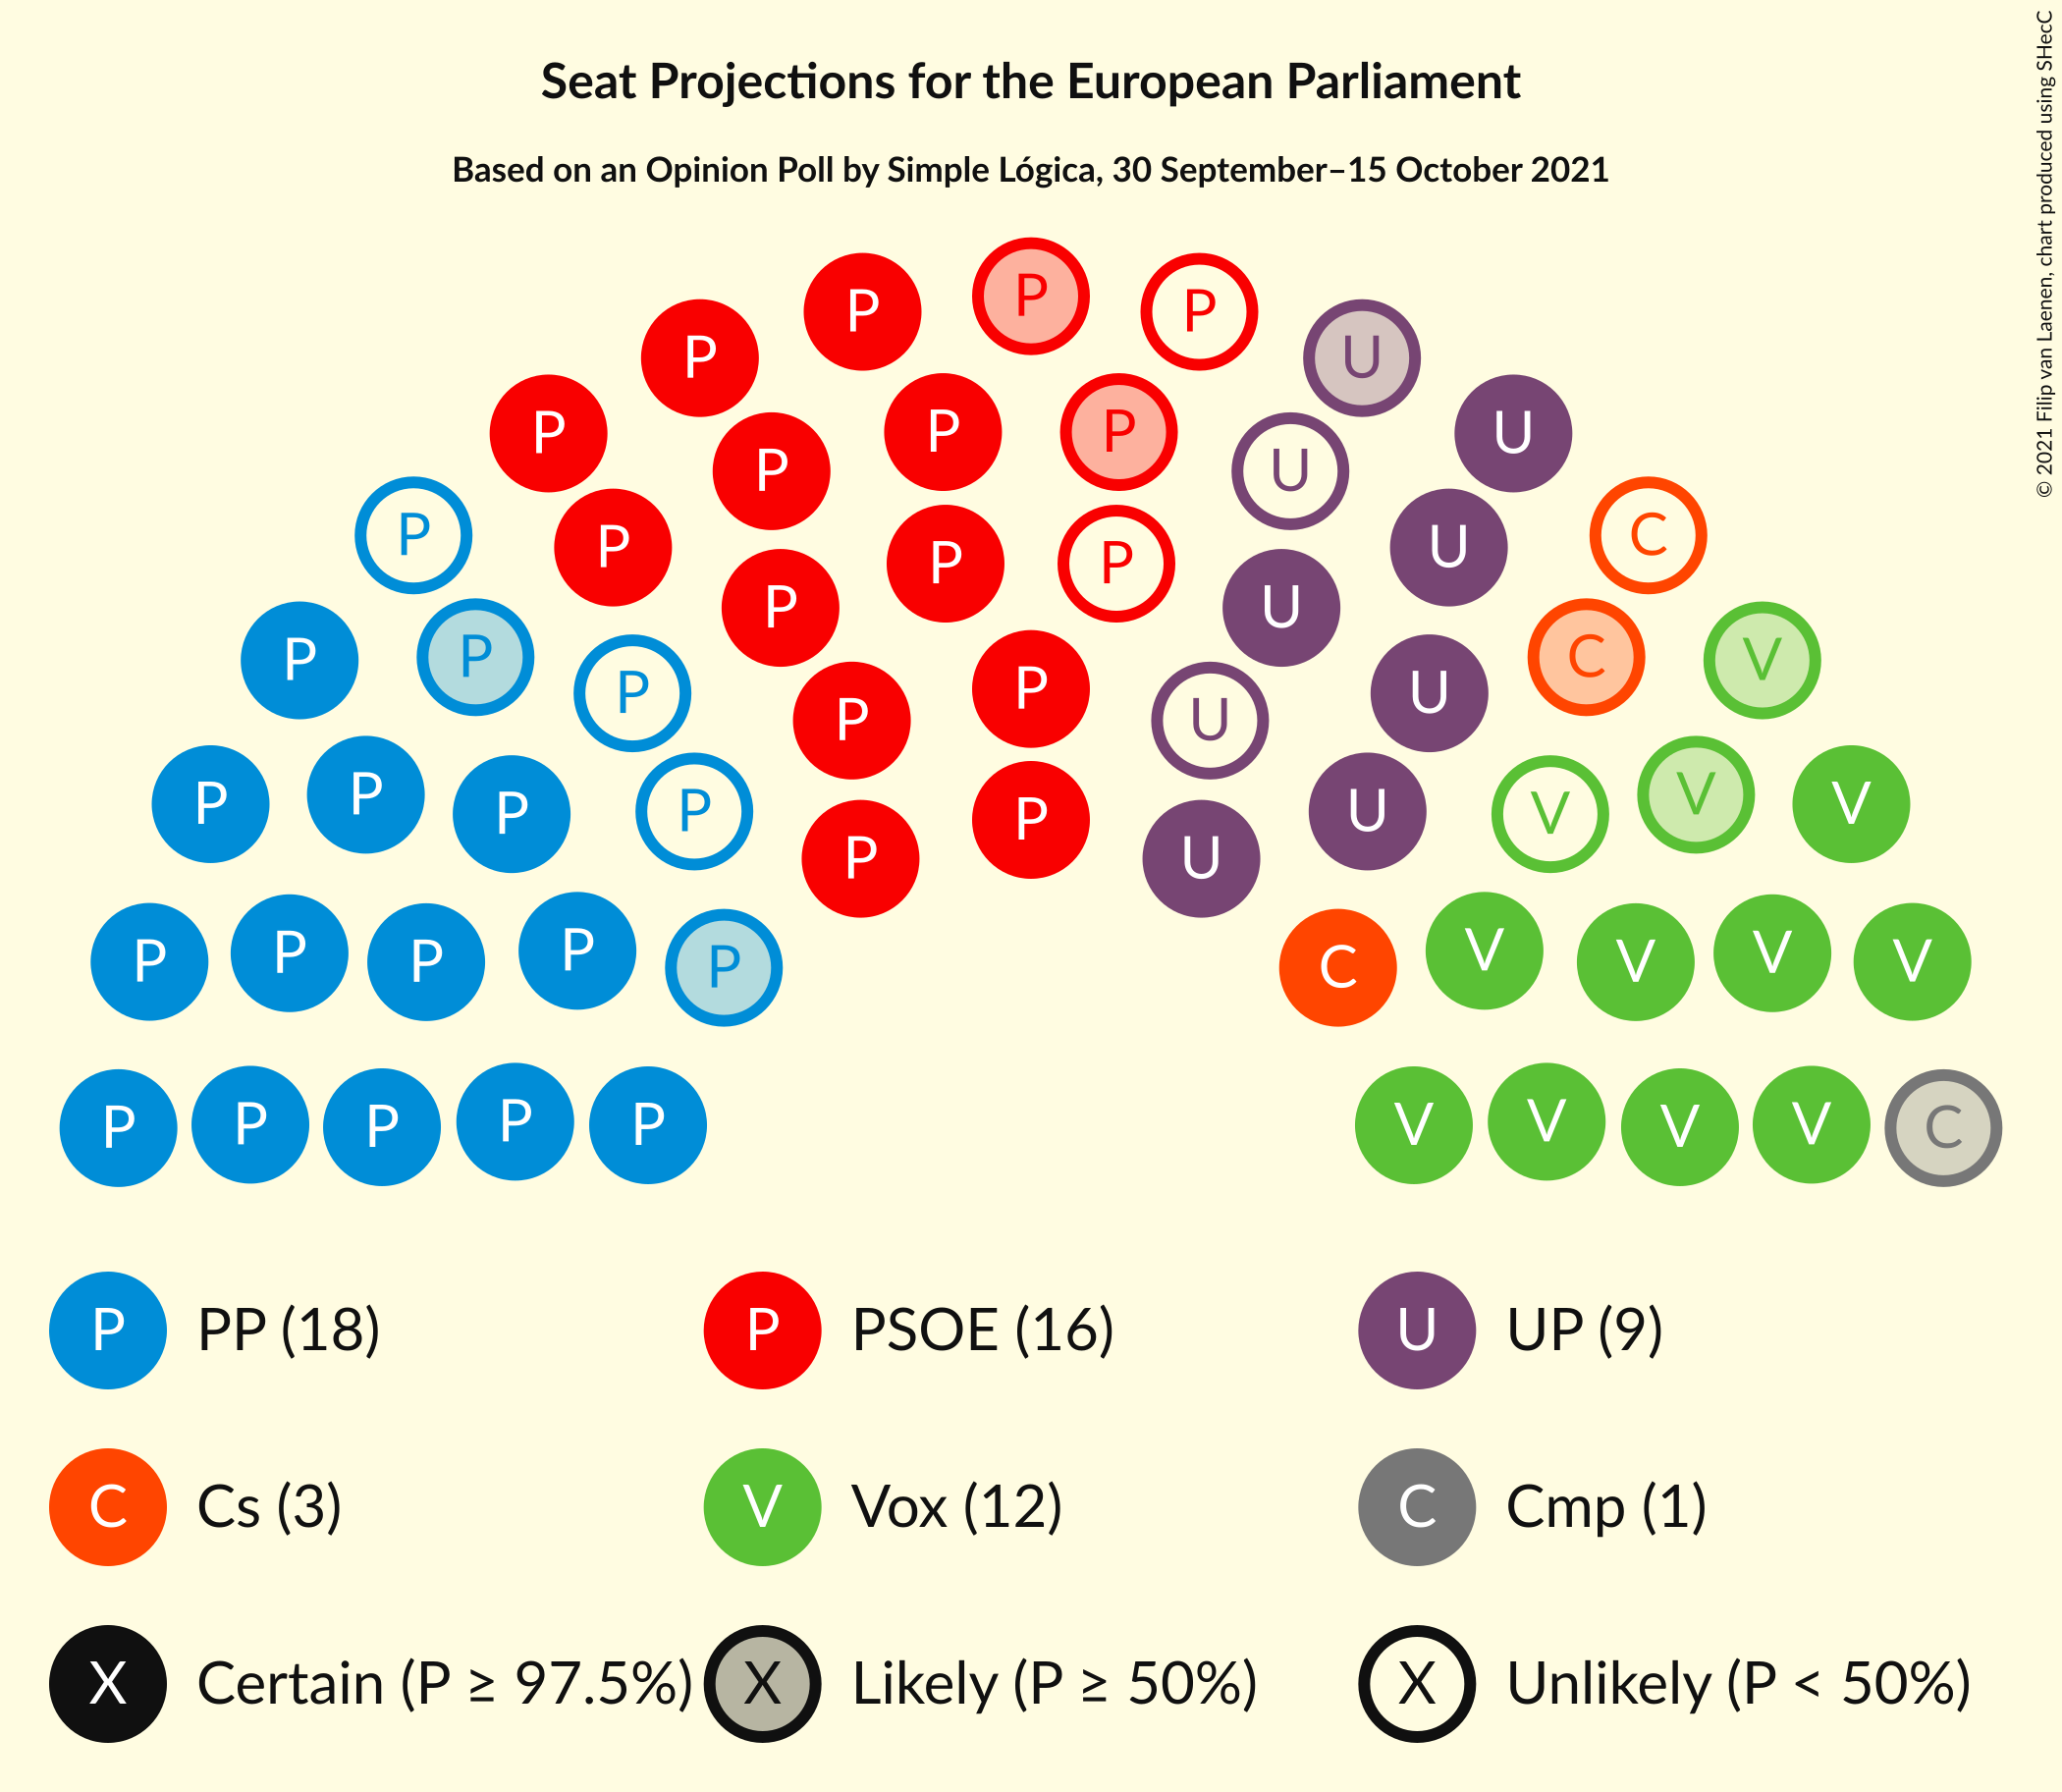 Seat Projections for the European Parliament
Based on an Opinion Poll by Simple Lógica, 30 September–15 October 2021
© 2021 Filip van Laenen, chart produced using SHecC
P P P
P P U
P P P U U
P P U
P P P P U U C
P P U C
P P P P U U C V
P P P P U U V V V
P P P
P P P P P C V V V V
P P P P P V V V V C
P PP (18) P PSOE (16) U UP (9)
C Cs (3) V Vox (12) C Cmp (1)
X Certain (P ≥ 97.5%) X Likely (P ≥ 50%) X Unlikely (P < 50%)